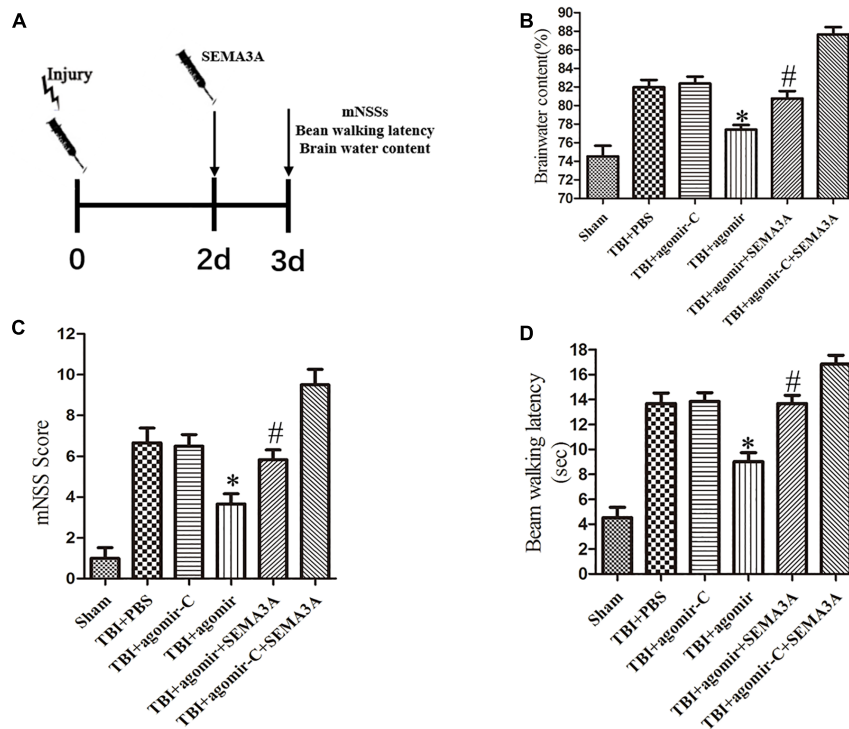 A
Injury
SEMA3A
mNSSs
Bean walking latency
Brain water content
0
2d
3d
B
Brainwater content(%)
88
86
84
82
80
78
76
74
72
70
*
#
Sham
TBI+PBS
TBI+agomir-C
TBI+agomir
TBI+agomir+SEMA3A
TBI+agomir-C+SEMA3A
C
mNSS Score
12
10
8
6
4
2
0
*
#
Sham
TBI+PBS
TBI+agomir-C
TBI+agomir
TBI+agomir+SEMA3A
TBI+agomir-C+SEMA3A
D
Beam walking latency
(sec)
18
16
14
12
10
8
6
4
2
0
*
#
Sham
TBI+PBS
TBI+agomir-C
TBI+agomir
TBI+agomir+SEMA3A
TBI+agomir-C+SEMA3A